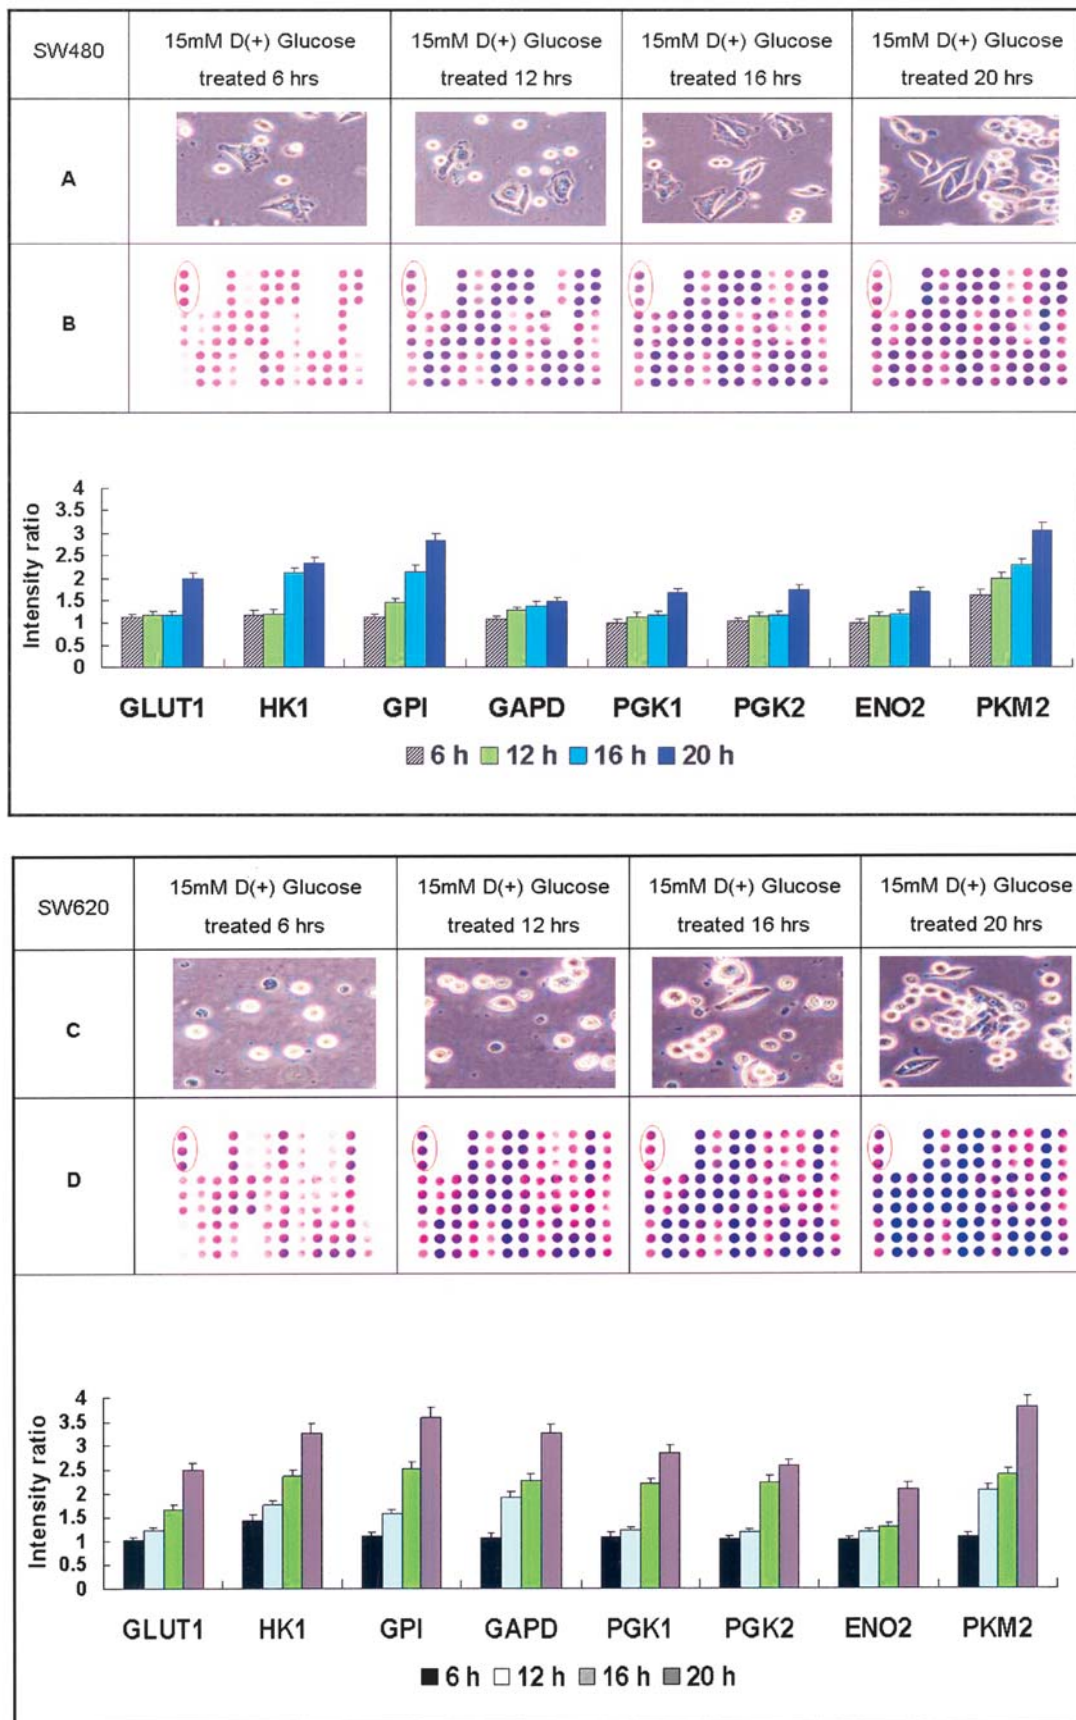 SW480
15mM D(+) Glucose
treated 6 hrs
15mM D(+) Glucose
treated 12 hrs
15mM D(+) Glucose
treated 16 hrs
15mM D(+) Glucose
treated 20 hrs
A
B
Intensity ratio
4
3.5
3
2.5
2
1.5
1
0.5
0
GLUT1 HK1 GPI GAPD PGK1 PGK2 ENO2 PKM2
6 h 12 h 16 h 20 h
SW620
15mM D(+) Glucose
treated 6 hrs
15mM D(+) Glucose
treated 12 hrs
15mM D(+) Glucose
treated 16 hrs
15mM D(+) Glucose
treated 20 hrs
C
D
Intensity ratio
4
3.5
3
2.5
2
1.5
1
0.5
0
GLUT1 HK1 GPI GAPD PGK1 PGK2 ENO2 PKM2
6 h 12 h 16 h 20 h